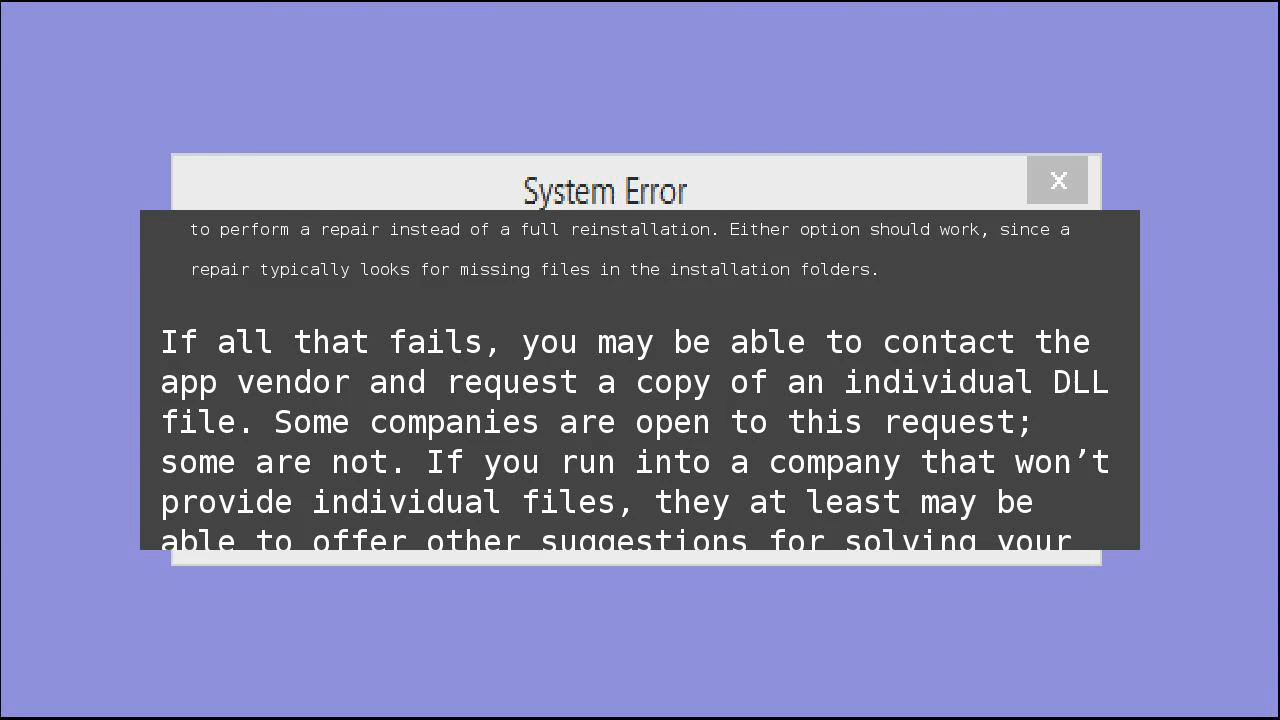 System Error
x
to perform a repair instead of a full reinstallation. Either option should work, since a
repair typically looks for missing files in the installation folders.
If all that fails, you may be able to contact the
app vendor and request a copy of an individual DLL
file. Some companies are open to this request;
some are not. If you run into a company that won’t
provide individual files, they at least may be
able to offer other suggestions for solving your